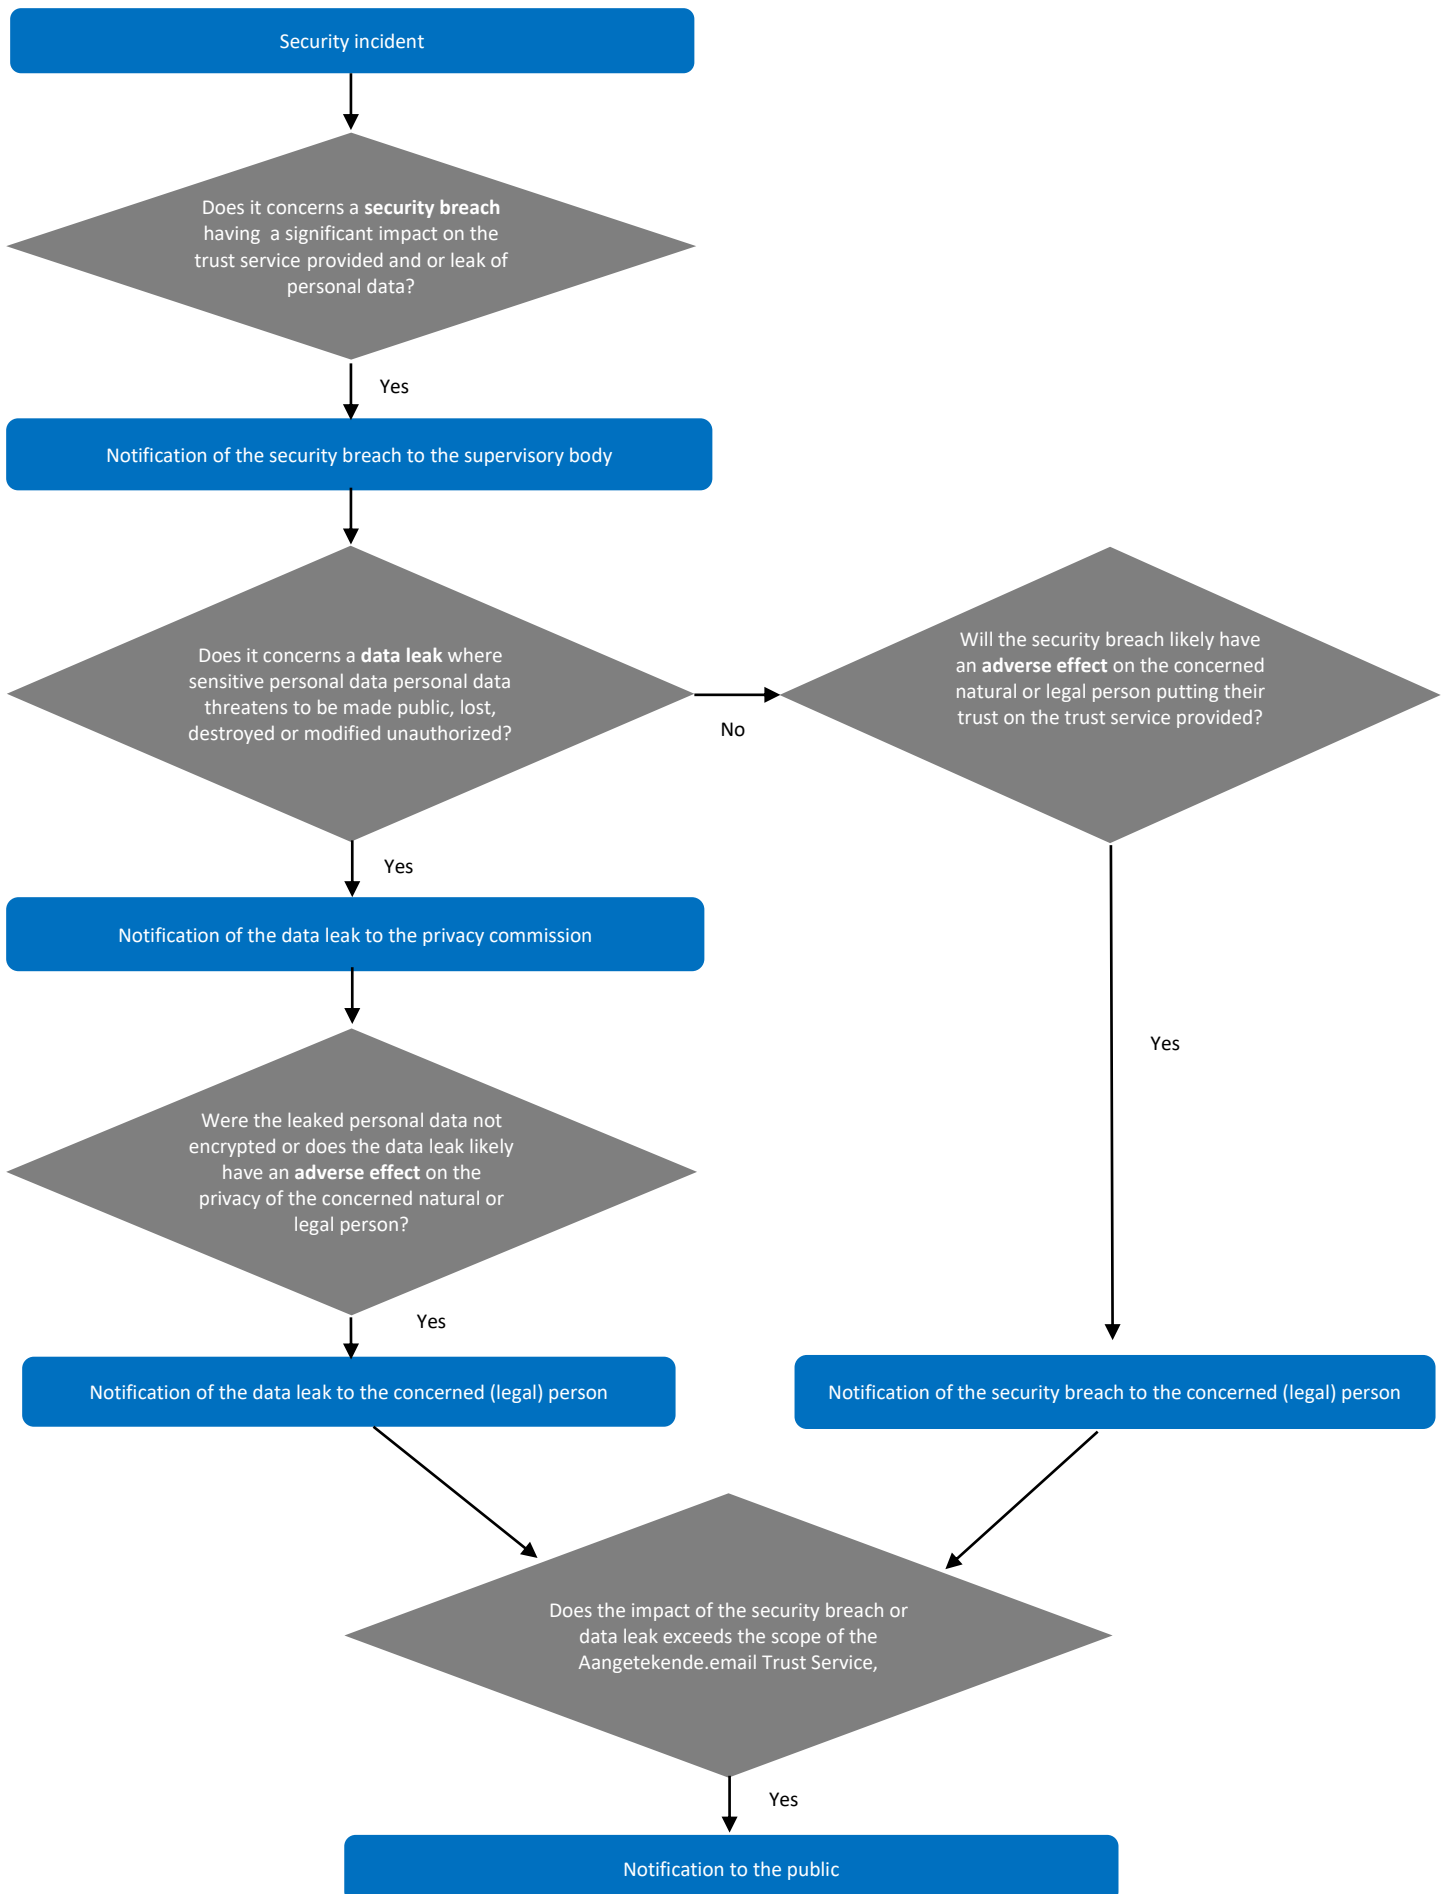 Security incident
Does it concerns a security breach
having  a significant impact on the
trust service provided and or leak of
personal data?
Yes
Notification of the security breach to the supervisory body
Does it concerns a data leak where
sensitive personal data personal data
threatens to be made public, lost,
destroyed or modified unauthorized?
No
Will the security breach likely have
an adverse effect on the concerned
natural or legal person putting their
trust on the trust service provided?
Yes
Notification of the data leak to the privacy commission
Yes
Were the leaked personal data not
encrypted or does the data leak likely
have an adverse effect on the
privacy of the concerned natural or
legal person?
Yes
Notification of the data leak to the concerned (legal) person
Notification of the security breach to the concerned (legal) person
Does the impact of the security breach or
data leak exceeds the scope of the
Aangetekende.email Trust Service,
Yes
Notification to the public